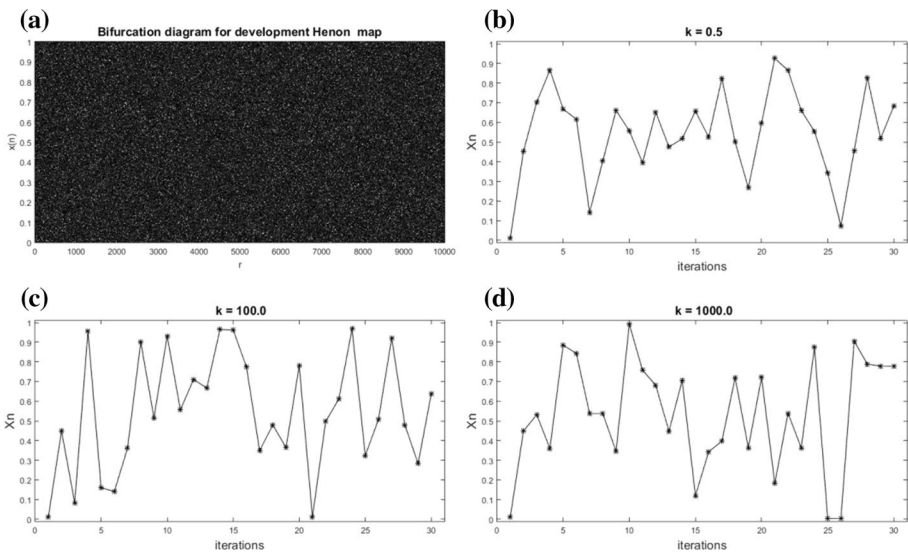 (a)
Bifurcation diagram for development Henon map
1
0.9
0.8
0.7
0.6
0.5
0.4
0.3
0.2
0.1
0
x(n)
0 1000 2000 3000 4000 5000 6000 7000 8000 9000 10000
r
(b)
k = 0.5
1
0.9
0.8
0.7
0.6
0.5
0.4
0.3
0.2
0.1
0
Xn
0 5 10 15 20 25 30
iterations
(c)
k = 100.0
1
0.9
0.8
0.7
0.6
0.5
0.4
0.3
0.2
0.1
0
Xn
0 5 10 15 20 25 30
iterations
(d)
k = 1000.0
1
0.9
0.8
0.7
0.6
0.5
0.4
0.3
0.2
0.1
0
Xn
0 5 10 15 20 25 30
iterations